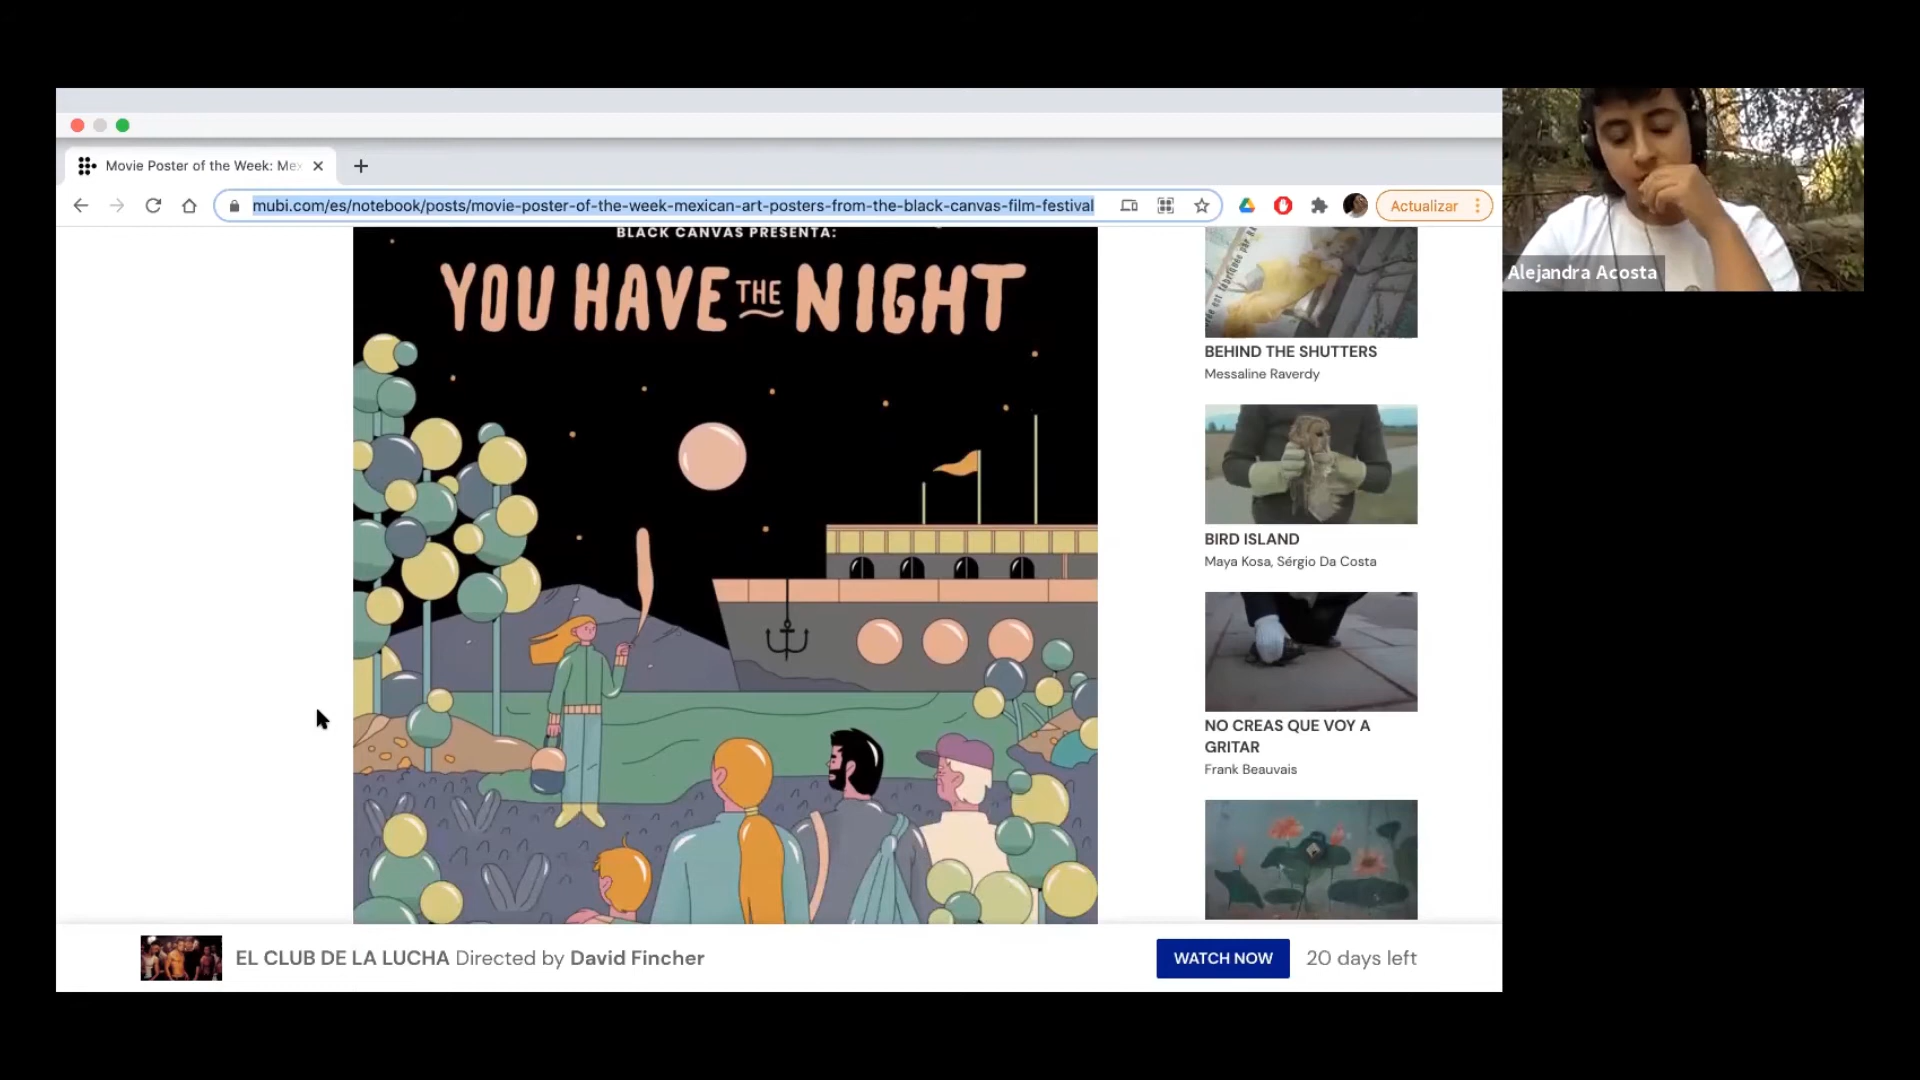 Movie Poster of the Week: Mex
mubi.com/es/notebook/posts/movie-poster-of-the-week-mexican-art-posters-from-the-black-canvas-film-festival
Actualizar
BLACK CANVAS PRESENTA:
YOU HAVE THE NIGHT
BEHIND THE SHUTTERS
Messaline Raverdy
BIRD ISLAND
Maya Kosa, Sérgio Da Costa
NO CREAS QUE VOY A
GRITAR
Frank Beauvais
EL CLUB DE LA LUCHA Directed by David Fincher
WATCH NOW
20 days left
Alejandra Acosta